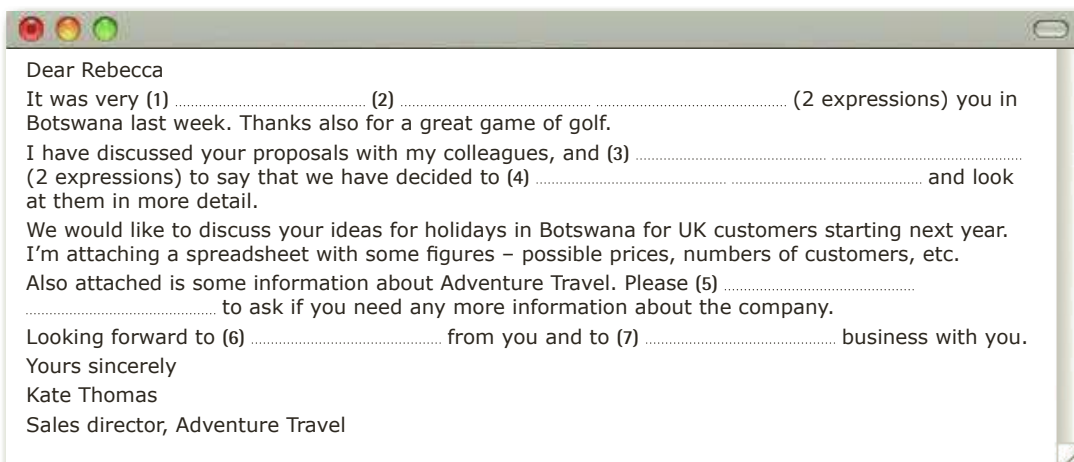 Dear Rebecca
It was very (1) ........................................ (2) ........................................ ........................................ (2 expressions) you in
Botswana last week. Thanks also for a great game of golf.
I have discussed your proposals with my colleagues, and (3) ........................................ ........................................
(2 expressions) to say that we have decided to (4) ........................................ ........................................ and look
at them in more detail.
We would like to discuss your ideas for holidays in Botswana for UK customers starting next year.
I'm attaching a spreadsheet with some figures – possible prices, numbers of customers, etc.
Also attached is some information about Adventure Travel. Please (5) ........................................
........................................ to ask if you need any more information about the company.
Looking forward to (6) ........................................ from you and to (7) ........................................ business with you.
Yours sincerely
Kate Thomas
Sales director, Adventure Travel